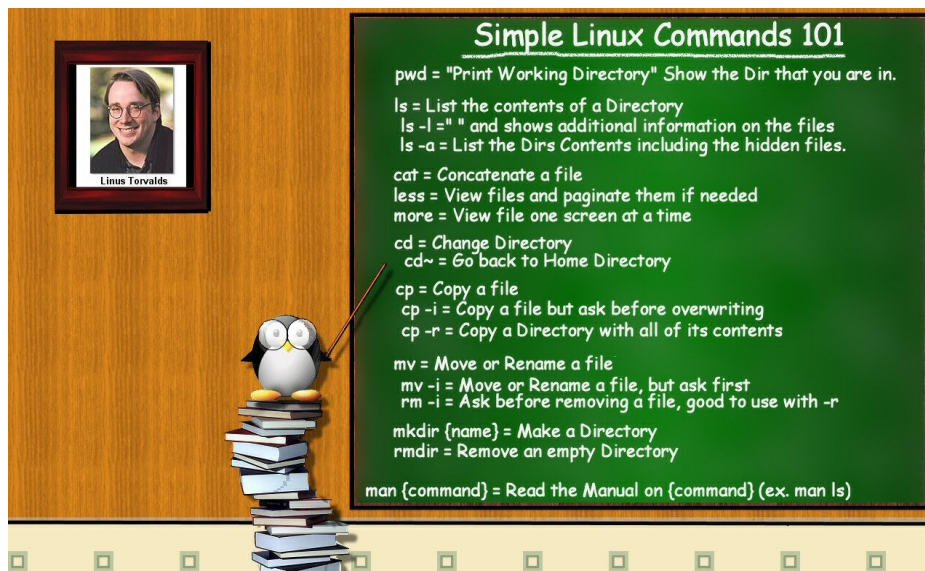 Simple Linux Commands 101
pwd = "Print Working Directory" Show the Dir that you are in.
ls = List the contents of a Directory
ls -l =" " and shows additional information on the files
ls -a = List the Dirs Contents including the hidden files.
cat = Concatenate a file
less = View files and paginate them if needed
more = View file one screen at a time
cd = Change Directory
cd~ = Go back to Home Directory
cp = Copy a file
cp -i = Copy a file but ask before overwriting
cp -r = Copy a Directory with all of its contents
mv = Move or Rename a file
mv -i = Move or Rename a file, but ask first
rm -i = Ask before removing a file, good to use with -r
mkdir {name} = Make a Directory
rmdir = Remove an empty Directory
man {command} = Read the Manual on {command} (ex. man ls)
Linus Torvalds